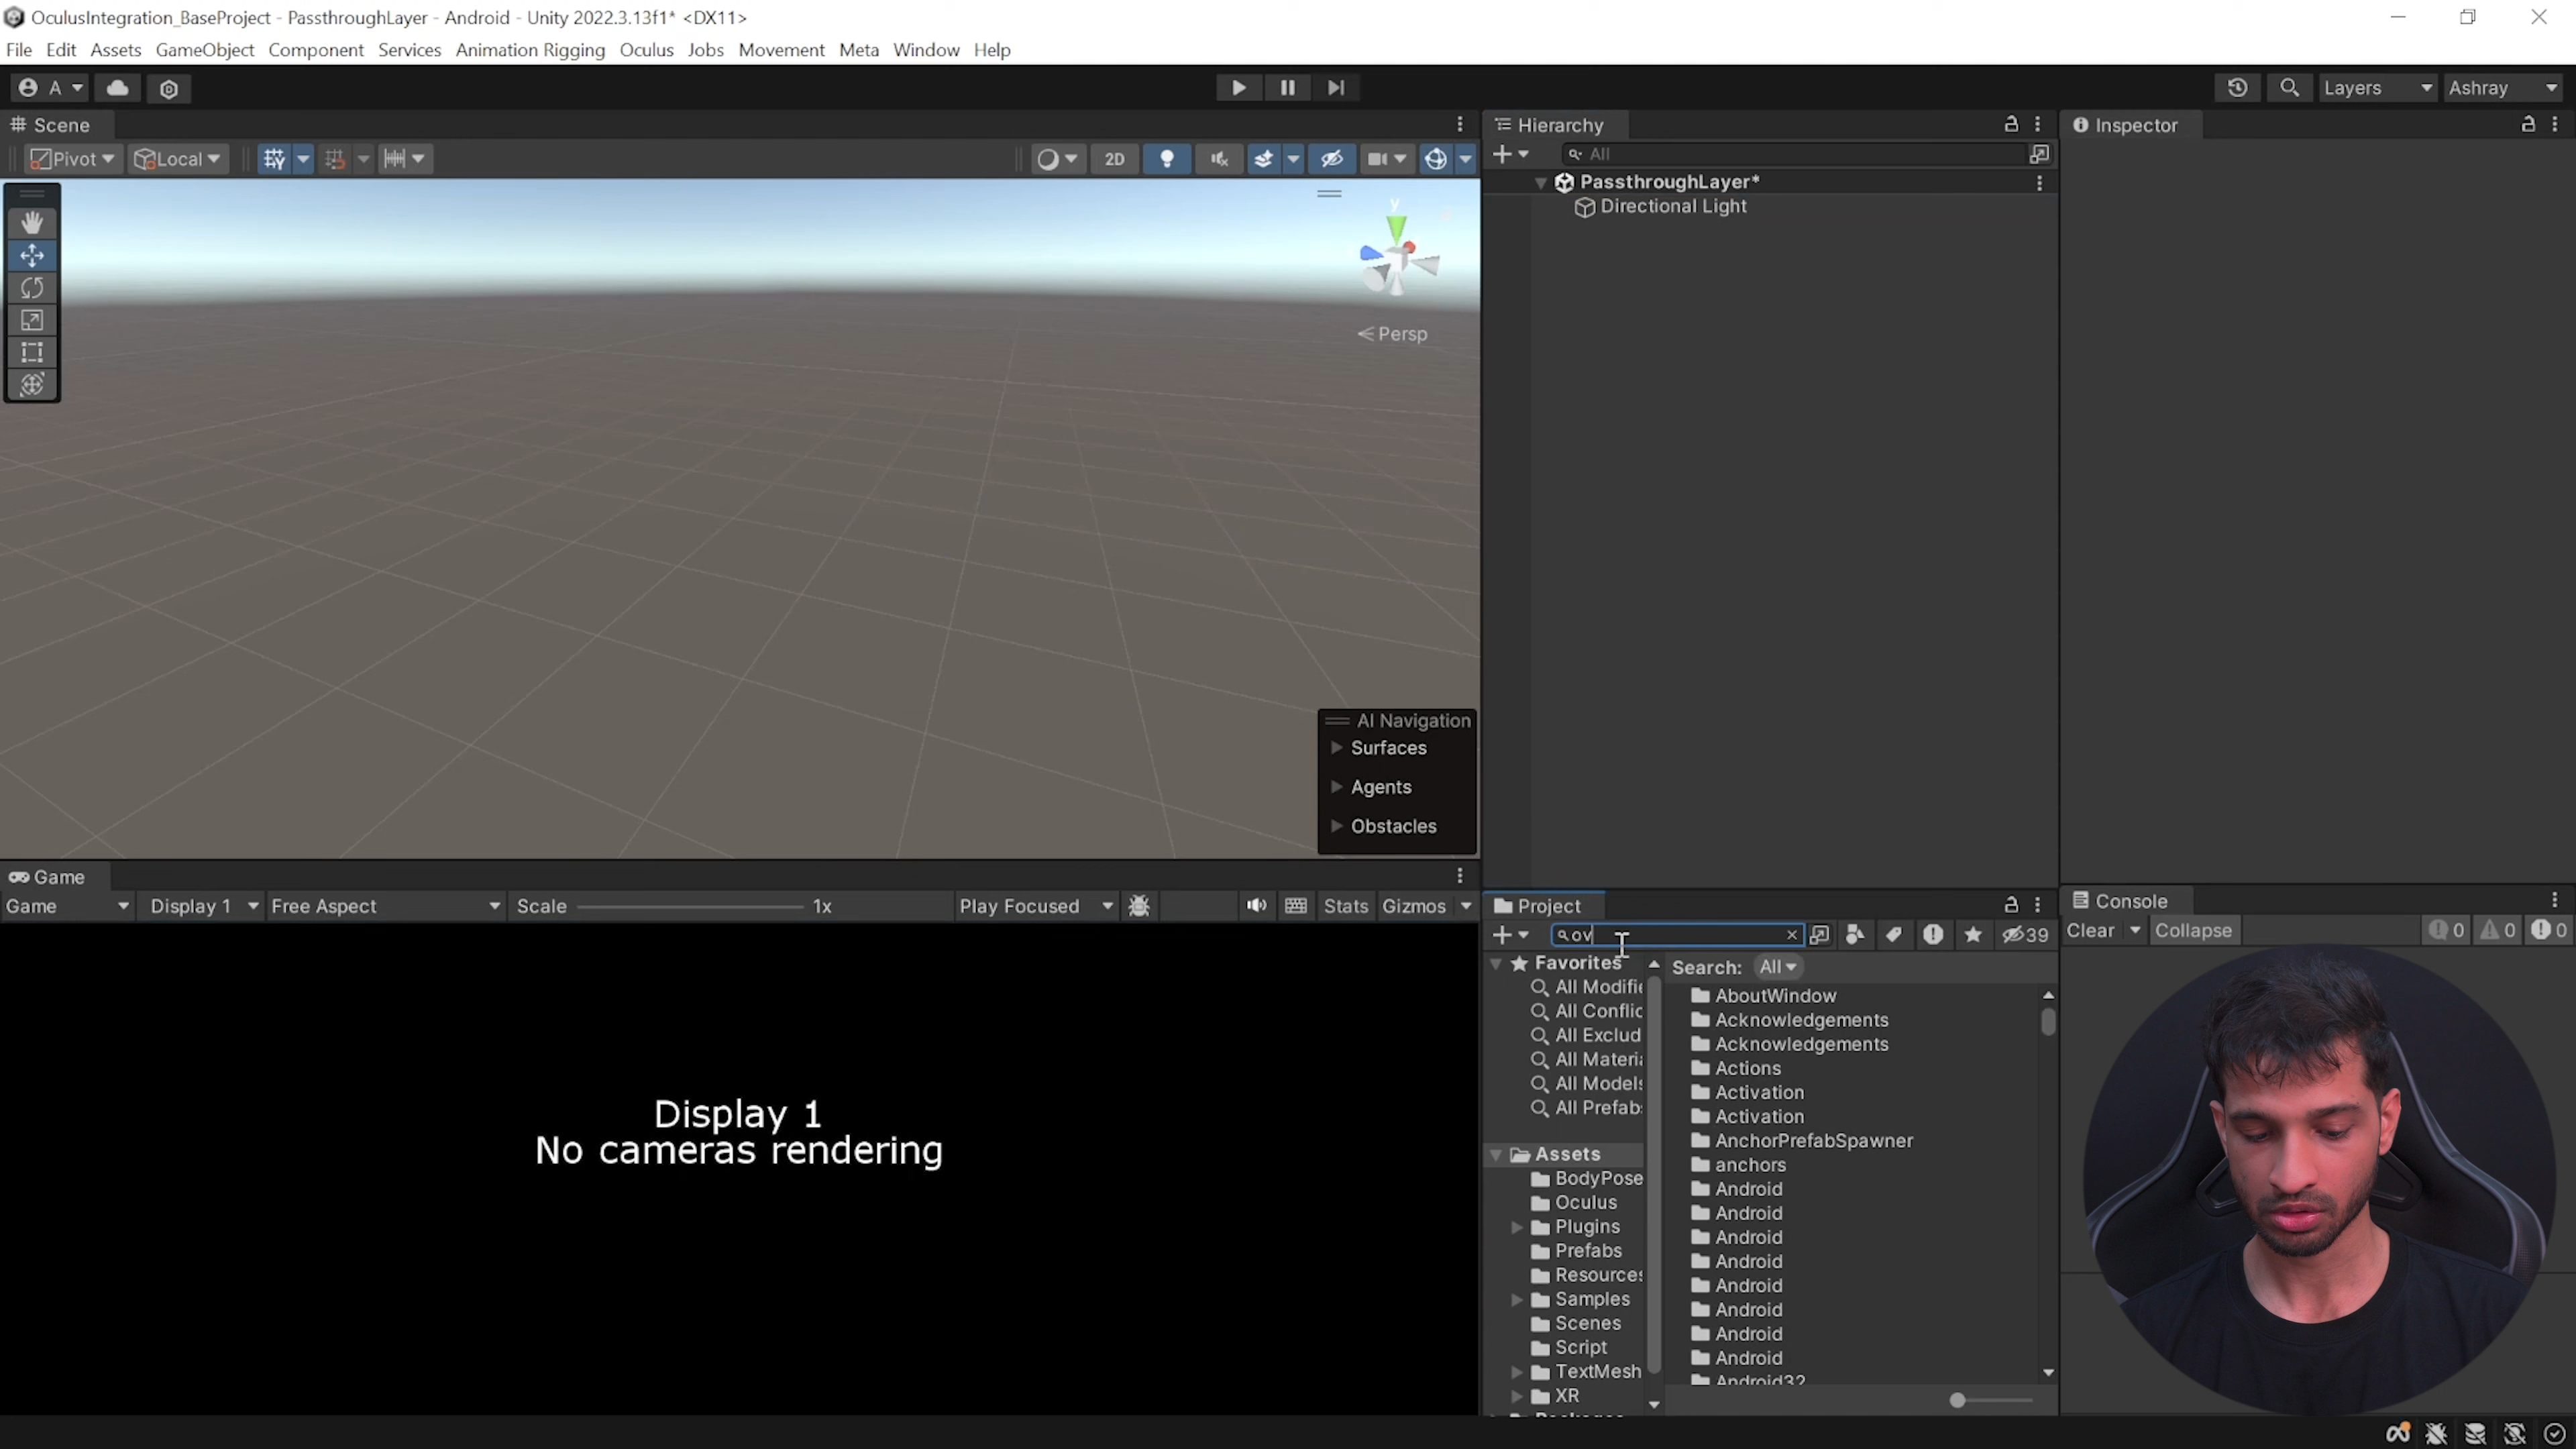 OculusIntegration_BaseProject - PassthroughLayer - Android - Unity 2022.3.13f1* <DX11>
File Edit Assets GameObject Component Services Animation Rigging Oculus Jobs Movement Meta Window Help
A
Layers
Ashray
Scene
Pivot
Local
2D
y
Persp
AI Navigation
Surfaces
Agents
Obstacles
Hierarchy
All
PassthroughLayer*
Directional Light
Inspector
Game
Game
Display 1
Free Aspect
Scale
1x
Play Focused
Stats
Gizmos
Display 1
No cameras rendering
Project
ov
39
Favorites
All Modifie
All Conflic
All Exclud
All Materia
All Models
All Prefab
Assets
BodyPose
Oculus
Plugins
Prefabs
Resources
Samples
Scenes
Script
TextMesh
XR
Search: All
AboutWindow
Acknowledgements
Acknowledgements
Actions
Activation
Activation
AnchorPrefabSpawner
anchors
Android
Android
Android
Android
Android
Android
Android
Android
Android32
Console
Clear
Collapse
0
0
0